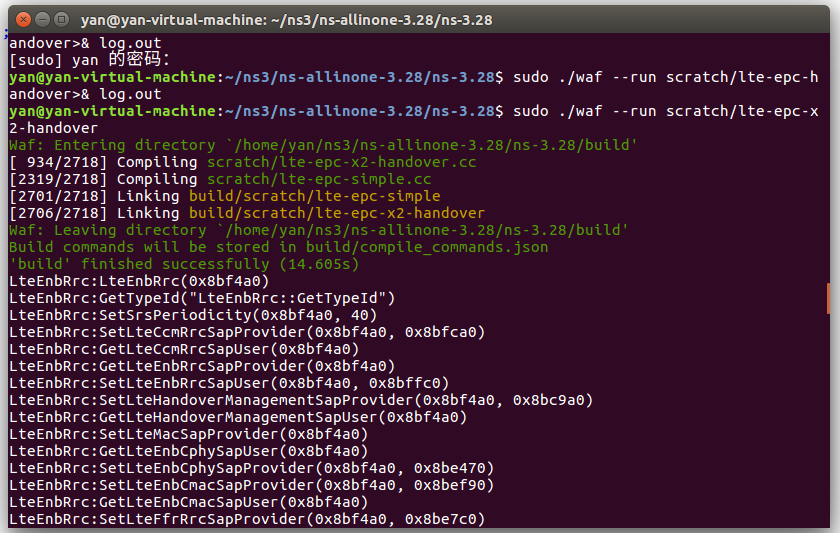 yan@yan-virtual-machine: ~/ns3/ns-allinone-3.28/ns-3.28
andover>& log.out
[sudo] yan 的密码：
yan@yan-virtual-machine:~/ns3/ns-allinone-3.28/ns-3.28$ sudo ./waf --run scratch/lte-epc-h
andover>& log.out
yan@yan-virtual-machine:~/ns3/ns-allinone-3.28/ns-3.28$ sudo ./waf --run scratch/lte-epc-x
2-handover
Waf: Entering directory `/home/yan/ns3/ns-allinone-3.28/ns-3.28/build'
[ 934/2718] Compiling scratch/lte-epc-x2-handover.cc
[2319/2718] Compiling scratch/lte-epc-simple.cc
[2701/2718] Linking build/scratch/lte-epc-simple
[2706/2718] Linking build/scratch/lte-epc-x2-handover
Waf: Leaving directory `/home/yan/ns3/ns-allinone-3.28/ns-3.28/build'
Build commands will be stored in build/compile_commands.json
'build' finished successfully (14.605s)
LteEnbRrc:LteEnbRrc(0x8bf4a0)
LteEnbRrc:GetTypeId("LteEnbRrc::GetTypeId")
LteEnbRrc:SetSrsPeriodicity(0x8bf4a0, 40)
LteEnbRrc:SetLteCcmRrcSapProvider(0x8bf4a0, 0x8bfca0)
LteEnbRrc:GetLteCcmRrcSapUser(0x8bf4a0)
LteEnbRrc:GetLteEnbRrcSapProvider(0x8bf4a0)
LteEnbRrc:SetLteEnbRrcSapUser(0x8bf4a0, 0x8bffc0)
LteEnbRrc:SetLteHandoverManagementSapProvider(0x8bf4a0, 0x8bc9a0)
LteEnbRrc:GetLteHandoverManagementSapUser(0x8bf4a0)
LteEnbRrc:SetLteMacSapProvider(0x8bf4a0)
LteEnbRrc:GetLteEnbCphySapUser(0x8bf4a0)
LteEnbRrc:SetLteEnbCphySapProvider(0x8bf4a0, 0x8be470)
LteEnbRrc:SetLteEnbCmacSapProvider(0x8bf4a0, 0x8bef90)
LteEnbRrc:GetLteEnbCmacSapUser(0x8bf4a0)
LteEnbRrc:SetLteFfrRrcSapProvider(0x8bf4a0, 0x8be7c0)